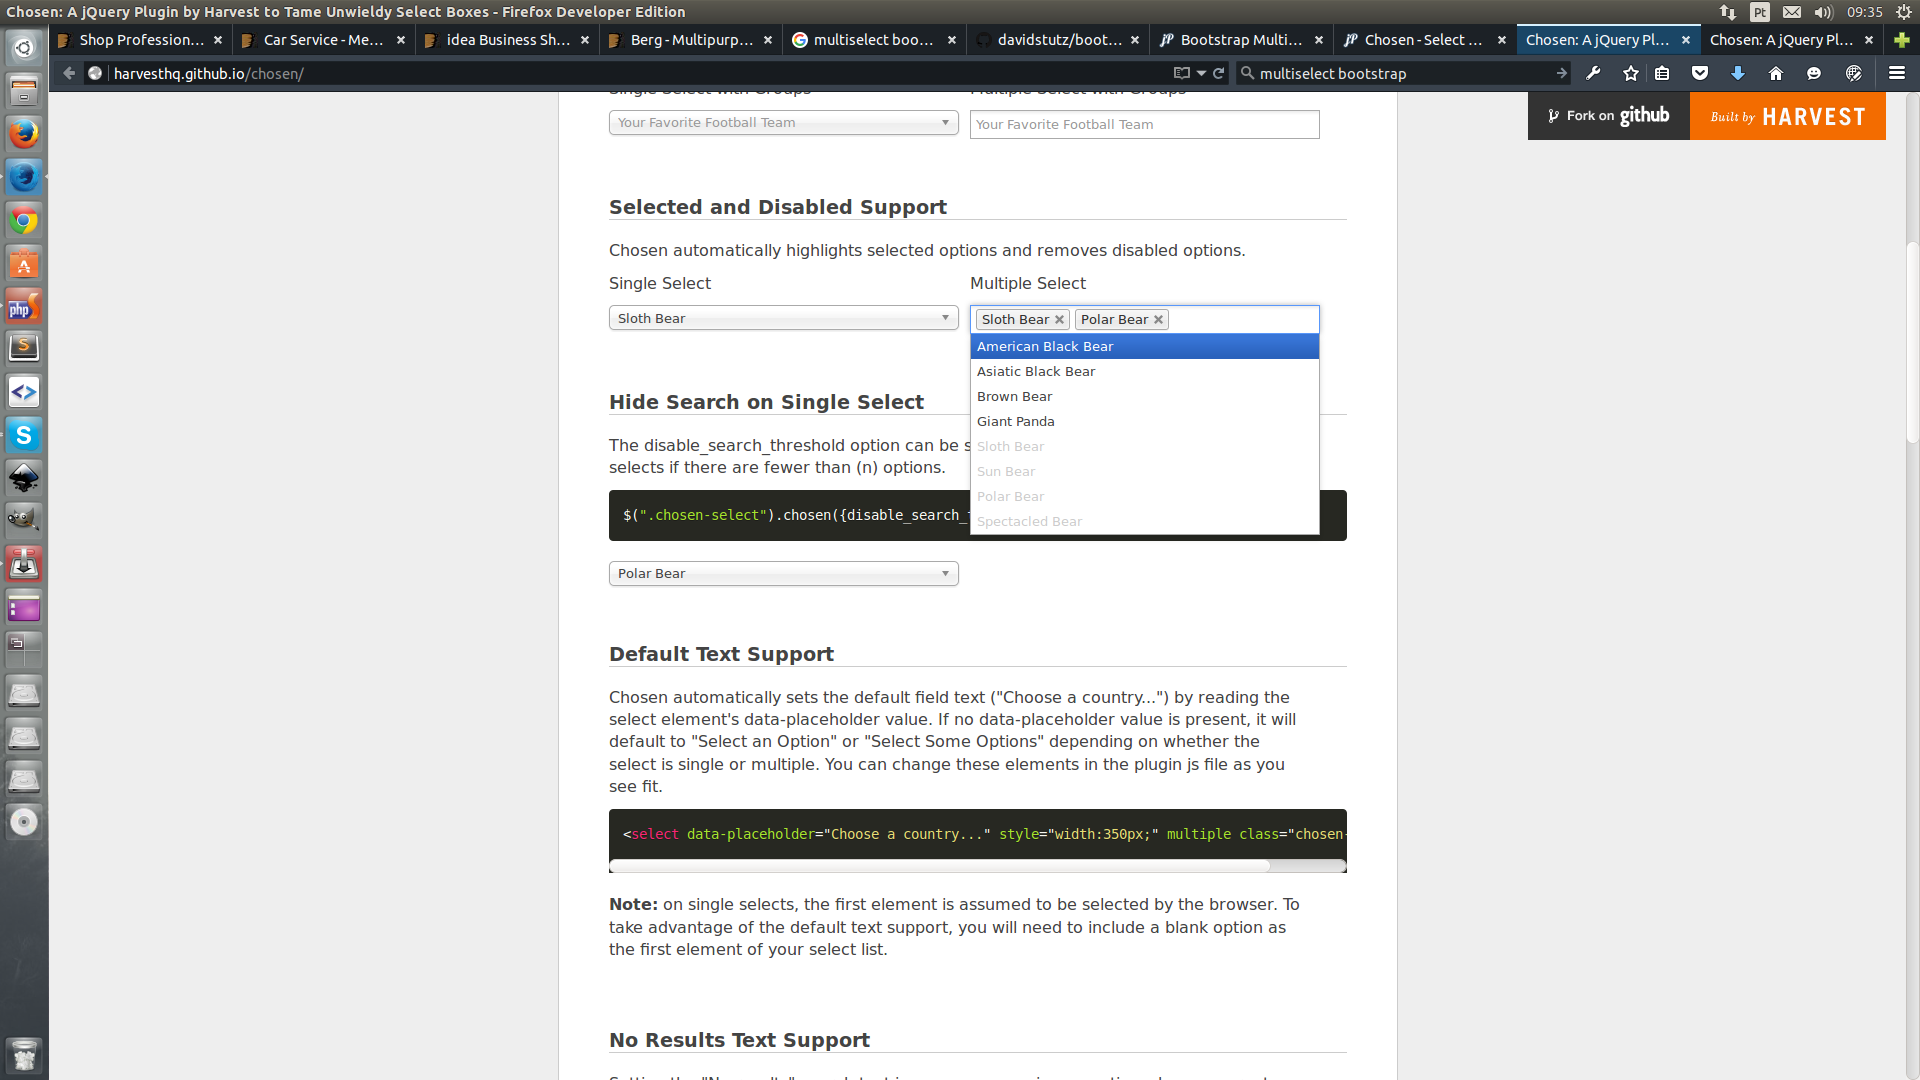 Chosen: A jQuery Plugin by Harvest to Tame Unwieldy Select Boxes - Firefox Developer Edition
Pt
09:35
Shop Profession...
Car Service - Me...
idea Business Sh...
Berg - Multipurp...
multiselect boo...
davidstutz/boot...
Bootstrap Multi...
Chosen - Select ...
Chosen: A jQuery Pl...
Chosen: A jQuery Pl...
harvesthq.github.io/chosen/
multiselect bootstrap
Single Select with Groups
Multiple Select with Groups
Your Favorite Football Team
Your Favorite Football Team
Fork on github
Built by HARVEST
Selected and Disabled Support
Chosen automatically highlights selected options and removes disabled options.
Single Select
Multiple Select
Sloth Bear
Sloth Bear
Polar Bear
American Black Bear
Asiatic Black Bear
Brown Bear
Giant Panda
Sloth Bear
Sun Bear
Polar Bear
Spectacled Bear
Hide Search on Single Select
The disable_search_threshold option can be s
selects if there are fewer than (n) options.
$(".chosen-select").chosen({disable_search_
Polar Bear
Default Text Support
Chosen automatically sets the default field text ("Choose a country...") by reading the
select element's data-placeholder value. If no data-placeholder value is present, it will
default to "Select an Option" or "Select Some Options" depending on whether the
select is single or multiple. You can change these elements in the plugin js file as you
see fit.
<select data-placeholder="Choose a country..." style="width:350px;" multiple class="chosen-
Note: on single selects, the first element is assumed to be selected by the browser. To
take advantage of the default text support, you will need to include a blank option as
the first element of your select list.
No Results Text Support